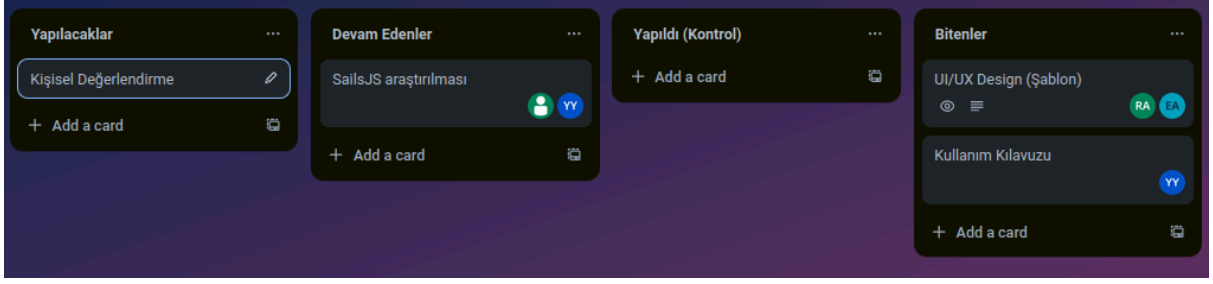 Yapılacaklar
Kişisel Değerlendirme
+ Add a card
Devam Edenler
SailsJS araştırılması
YY
+ Add a card
Yapıldı (Kontrol)
+ Add a card
Bitenler
UI/UX Design (Şablon)
RA EA
Kullanım Kılavuzu
YY
+ Add a card